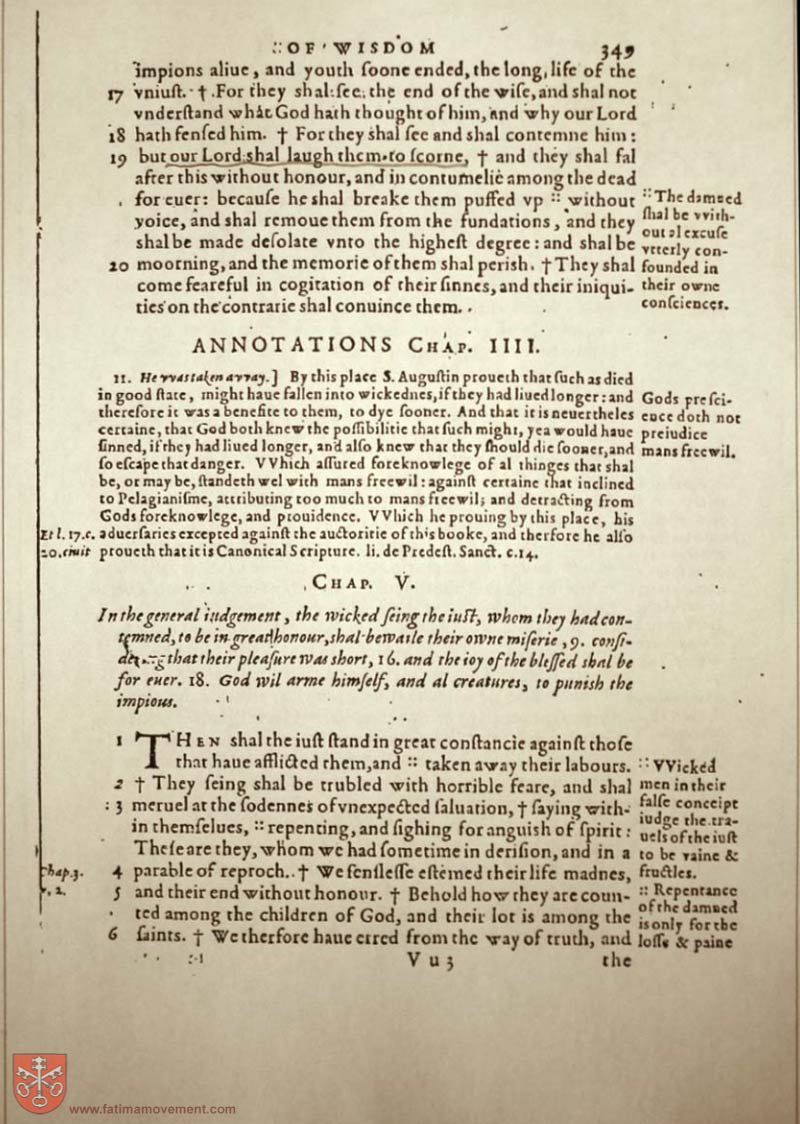 OF WISDOM 349
impions aliue, and youth soone ended, the long, life of the
17 vniust. † For they shal see the end of the wise, and shal not
vnderstand what God hath thought of him, and why our Lord
18 hath fensed him. † For they shal see and shal contemne him:
19 but our Lord shal laugh them to scorne, † and they shal fal
after this without honour, and in contumelie among the dead
for euer: because he shal breake them puffed vp :: without
voice, and shal remoue them from the fundations, and they
shal be made desolate vnto the highest degree: and shal be
20 moorning, and the memorie of them shal perish. † They shal
come feareful in cogitation of their sinnes, and their iniqui-
ties on the contrarie shal conuince them.
:: The damned
shal be vvith-
out al excuse
vtterly con-
founded in
their owne
consciences.
ANNOTATIONS CHAP. IIII.
11. He vvas taken avvay.] By this place S. Augustin proueth that such as died
in good state, might haue fallen into wickednes, if they had liued longer: and
therefore it was a benefite to them, to dye sooner. And that it is neuertheles
certaine, that God both knew the possibilitie that such might, yea would haue
sinned, if they had liued longer, and also knew that they should die sooner, and
so escape that danger. VVhich assured foreknowlege of al thinges that shal
be, or may be, standeth wel with mans freewil: against certaine that inclined
to Pelagianisme, attributing too much to mans freewil; and detracting from
Gods foreknowlege, and prouidence. VVhich he prouing by this place, his
aduersaries excepted against the auctoritie of this booke, and therfore he also
proueth that it is Canonical Scripture. li. de Predest. Sanct. c. 14.
Gods presci-
ence doth not
preiudice
mans freewil.
Et l. 17. c.
20. ciuit
CHAP. V.
In the general iudgement, the wicked seing the iust, whom they had con-
temned, to be in great honour, shal bewaile their owne miserie, 9. consi-
dering that their pleasure was short, 16. and the ioy of the blessed shal be
for euer. 18. God wil arme himself, and al creatures, to punish the
impious.
1 THEN shal the iust stand in great constancie against those
that haue afflicted them, and :: taken away their labours.
2 † They seing shal be trubled with horrible feare, and shal
3 meruel at the sodennes of vnexpected saluation, † saying with-
in themselues, :: repenting, and sighing for anguish of spirit:
These are they, whom we had sometime in derision, and in a
4 parable of reproch. † We senslesse estemed their life madnes,
5 and their end without honour. † Behold how they are coun-
ted among the children of God, and their lot is among the
6 saints. † We therfore haue erred from the way of truth, and
:: VVicked
men in their
false conceipt
iudge the tra-
uels of the iust
to be vaine &
fructles.
:: Repentance
of the damned
is only for the
losse & paine
Chap. 3.
v. 2.
Vu3 the
www.fatimamovement.com